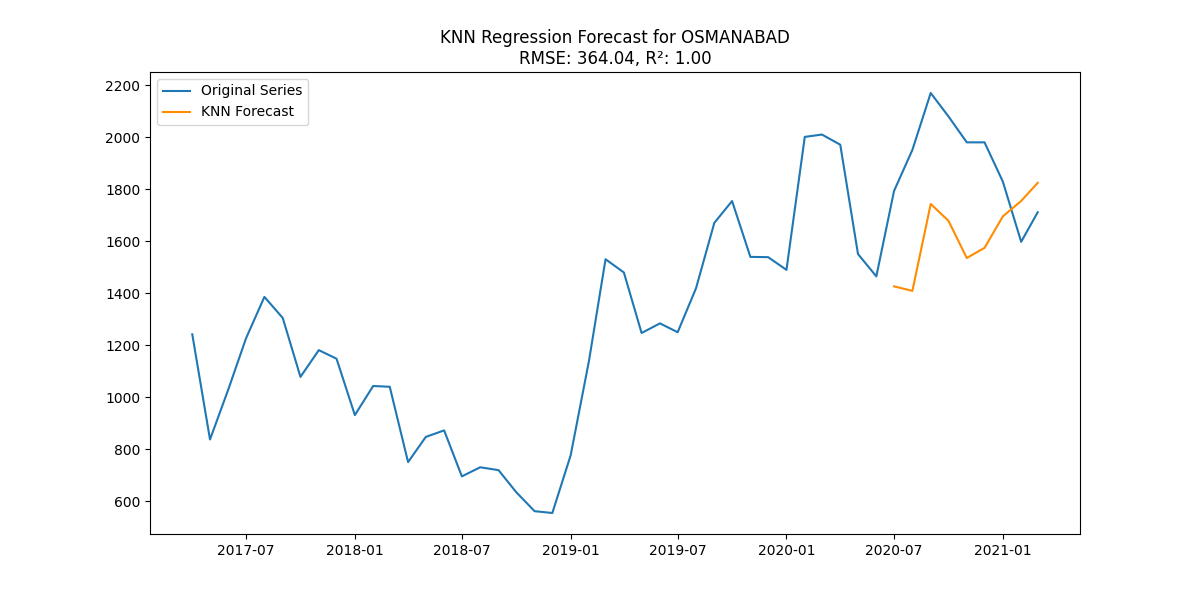 KNN Regression Forecast for OSMANABAD
RMSE: 364.04, R²: 1.00
Original Series
KNN Forecast
2200
2000
1800
1600
1400
1200
1000
800
600
2017-07 2018-01 2018-07 2019-01 2019-07 2020-01 2020-07 2021-01